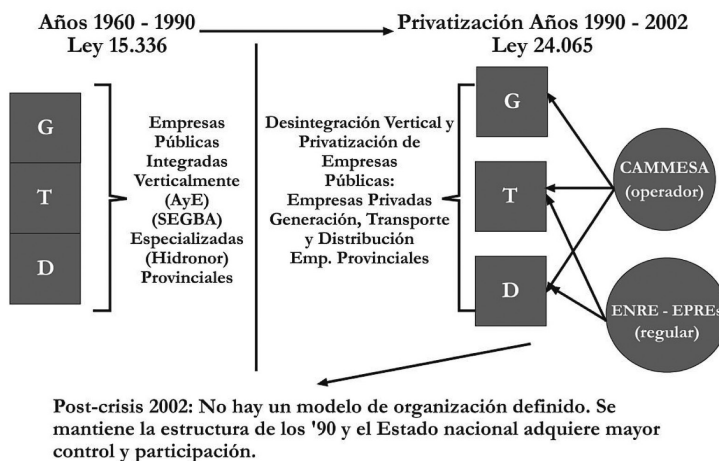 Años 1960 - 1990
Ley 15.336
Privatización Años 1990 - 2002
Ley 24.065
G
T
D
Empresas
Públicas
Integradas
Verticalmente
(AyE)
(SEGBA)
Especializadas
(Hidronor)
Provinciales
Desintegración Vertical y
Privatización de
Empresas
Públicas:
Empresas Privadas
Generación, Transporte
y Distribución
Emp. Provinciales
G
T
D
CAMMESA
(operador)
ENRE - EPREs
(regular)
Post-crisis 2002: No hay un modelo de organización definido. Se
mantiene la estructura de los '90 y el Estado nacional adquiere mayor
control y participación.